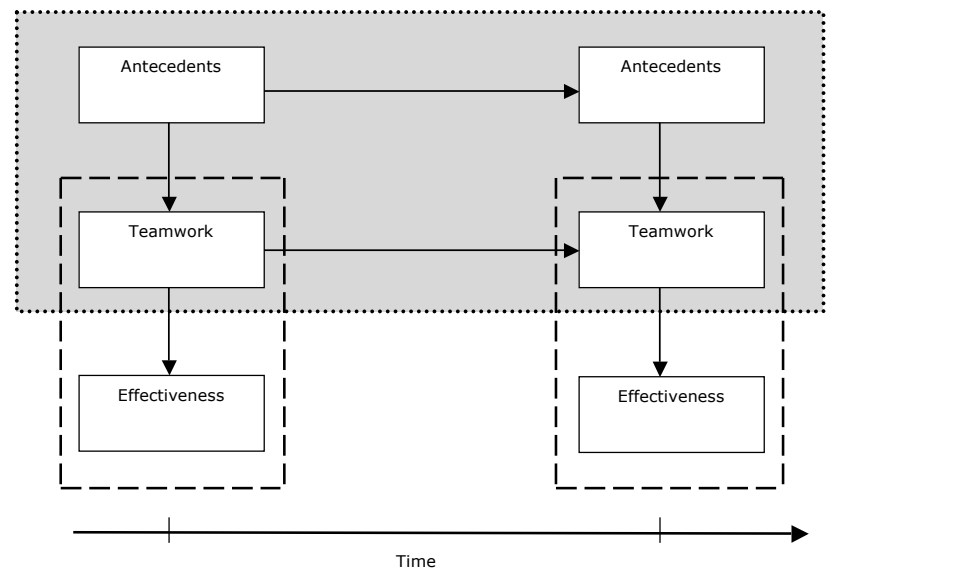 Antecedents
Antecedents
Teamwork
Teamwork
Effectiveness
Effectiveness
Time